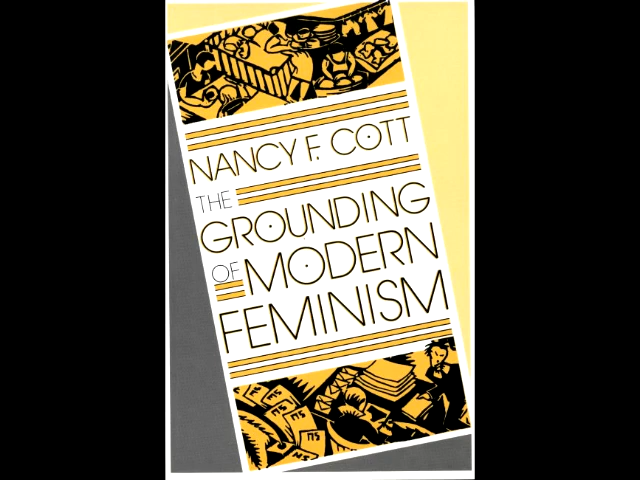 NANCY F. COTT
THE
GROUNDING
OF MODERN
FEMINISM